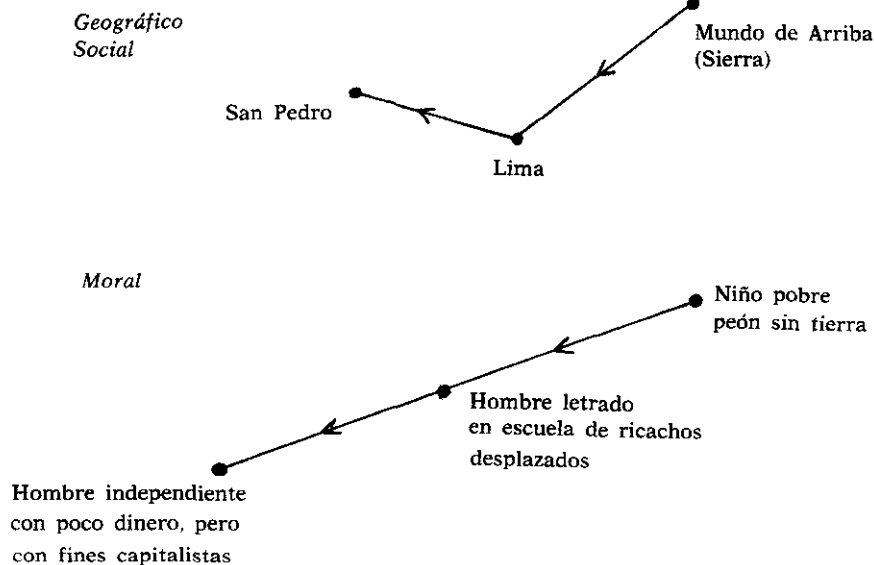 Geográfico
Social
Mundo de Arriba
(Sierra)
San Pedro
Lima
Moral
Niño pobre
peón sin tierra
Hombre letrado
en escuela de ricachos
desplazados
Hombre independiente
con poco dinero, pero
con fines capitalistas